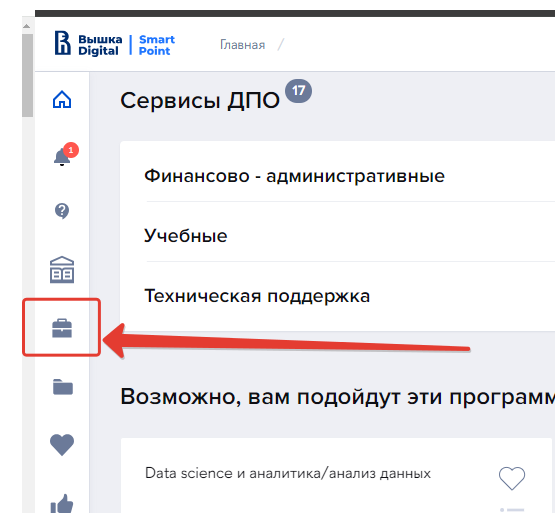 Вышка Digital
Smart Point
Главная /
Сервисы ДПО 17
1
Финансово - административные
Учебные
Техническая поддержка
Возможно, вам подойдут эти програм
Data science и аналитика/анализ данных